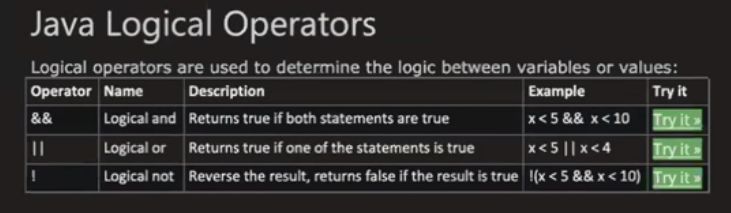 Java Logical Operators
Logical operators are used to determine the logic between variables or values:
Operator Name Description Example Try it
&& Logical and Returns true if both statements are true x < 5 && x < 10 Try it »
|| Logical or Returns true if one of the statements is true x < 5 || x < 4 Try it »
! Logical not Reverse the result, returns false if the result is true !(x < 5 && x < 10) Try it »